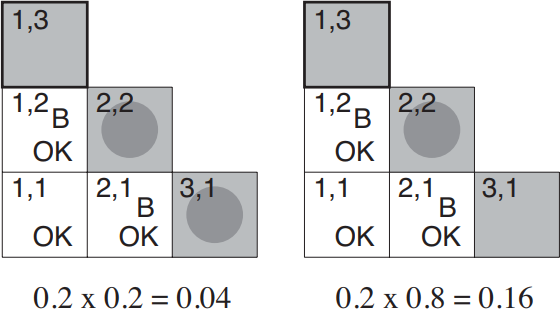 1,3
1,2 B
OK
2,2
1,1
OK
2,1 B
OK
3,1
0.2 x 0.2 = 0.04
1,3
1,2 B
OK
2,2
1,1
OK
2,1 B
OK
3,1
0.2 x 0.8 = 0.16